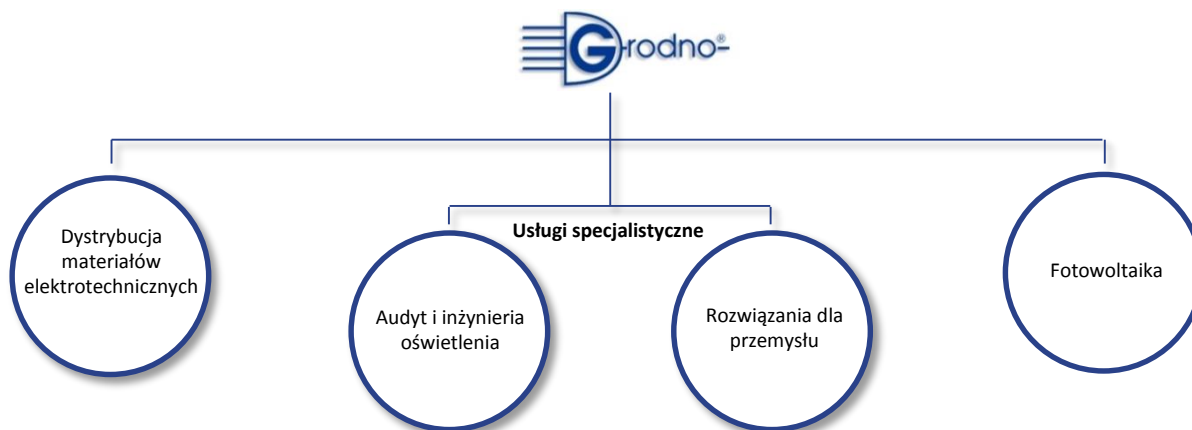 Grodno®
Usługi specjalistyczne
Dystrybucja
materiałów
elektrotechnicznych
Audyt i inżynieria
oświetlenia
Rozwiązania dla
przemysłu
Fotowoltaika